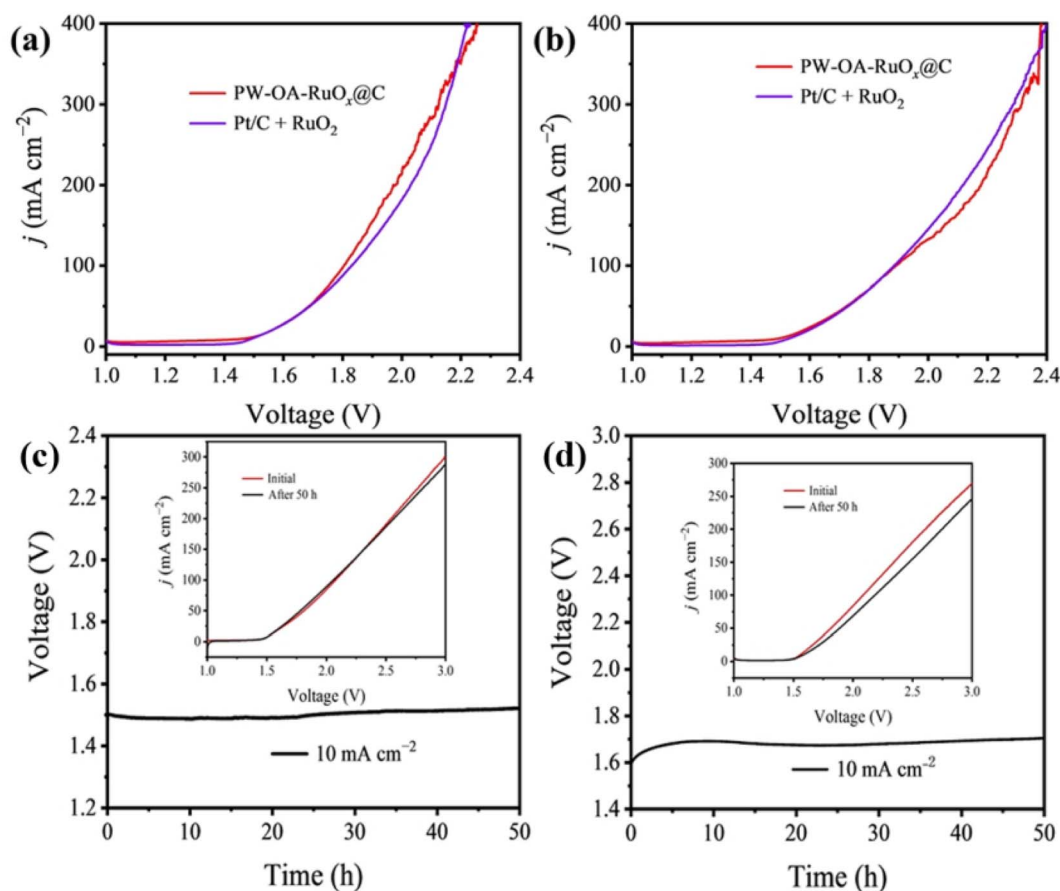 (a)
400
300
200
100
0
j (mA cm⁻²)
PW-OA-RuOₓ@C
Pt/C + RuO₂
1.0 1.2 1.4 1.6 1.8 2.0 2.2 2.4
Voltage (V)
(b)
400
300
200
100
0
j (mA cm⁻²)
PW-OA-RuOₓ@C
Pt/C + RuO₂
1.0 1.2 1.4 1.6 1.8 2.0 2.2 2.4
Voltage (V)
(c)
2.4
2.2
2.0
1.8
1.6
1.4
1.2
Voltage (V)
300
250
200
150
100
50
0
j (mA cm⁻²)
Initial
After 50 h
1.0 1.5 2.0 2.5 3.0
Voltage (V)
10 mA cm⁻²
0 10 20 30 40 50
Time (h)
(d)
3.0
2.8
2.6
2.4
2.2
2.0
1.8
1.6
1.4
Voltage (V)
300
250
200
150
100
50
0
j (mA cm⁻²)
Initial
After 50 h
1.0 1.5 2.0 2.5 3.0
Voltage (V)
10 mA cm⁻²
0 10 20 30 40 50
Time (h)